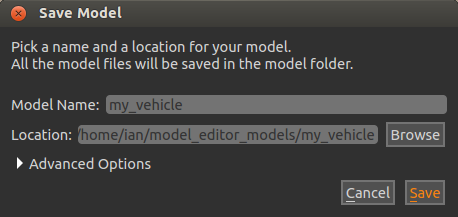 Save Model
Pick a name and a location for your model.
All the model files will be saved in the model folder.
Model Name: my_vehicle
Location: /home/ian/model_editor_models/my_vehicle Browse
Advanced Options
Cancel Save